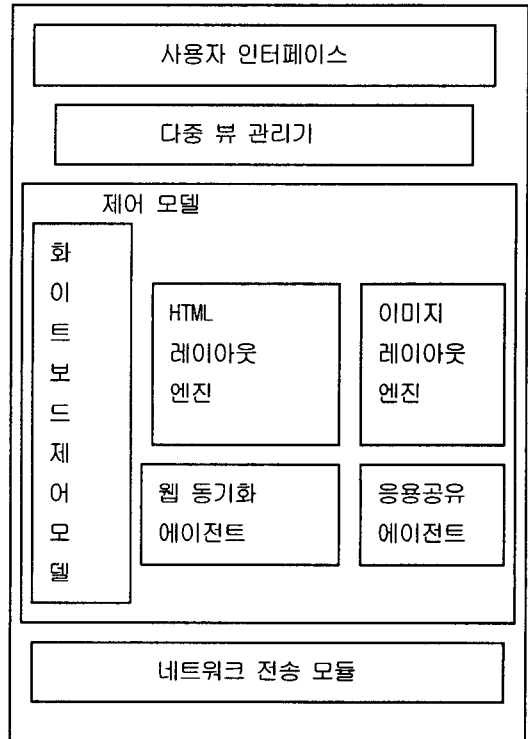 사용자 인터페이스
다중 뷰 관리기
제어 모델
화
이
트
보
드
제
어
모
델
HTML
레이아웃
엔진
이미지
레이아웃
엔진
웹 동기화
에이전트
응용공유
에이전트
네트워크 전송 모듈